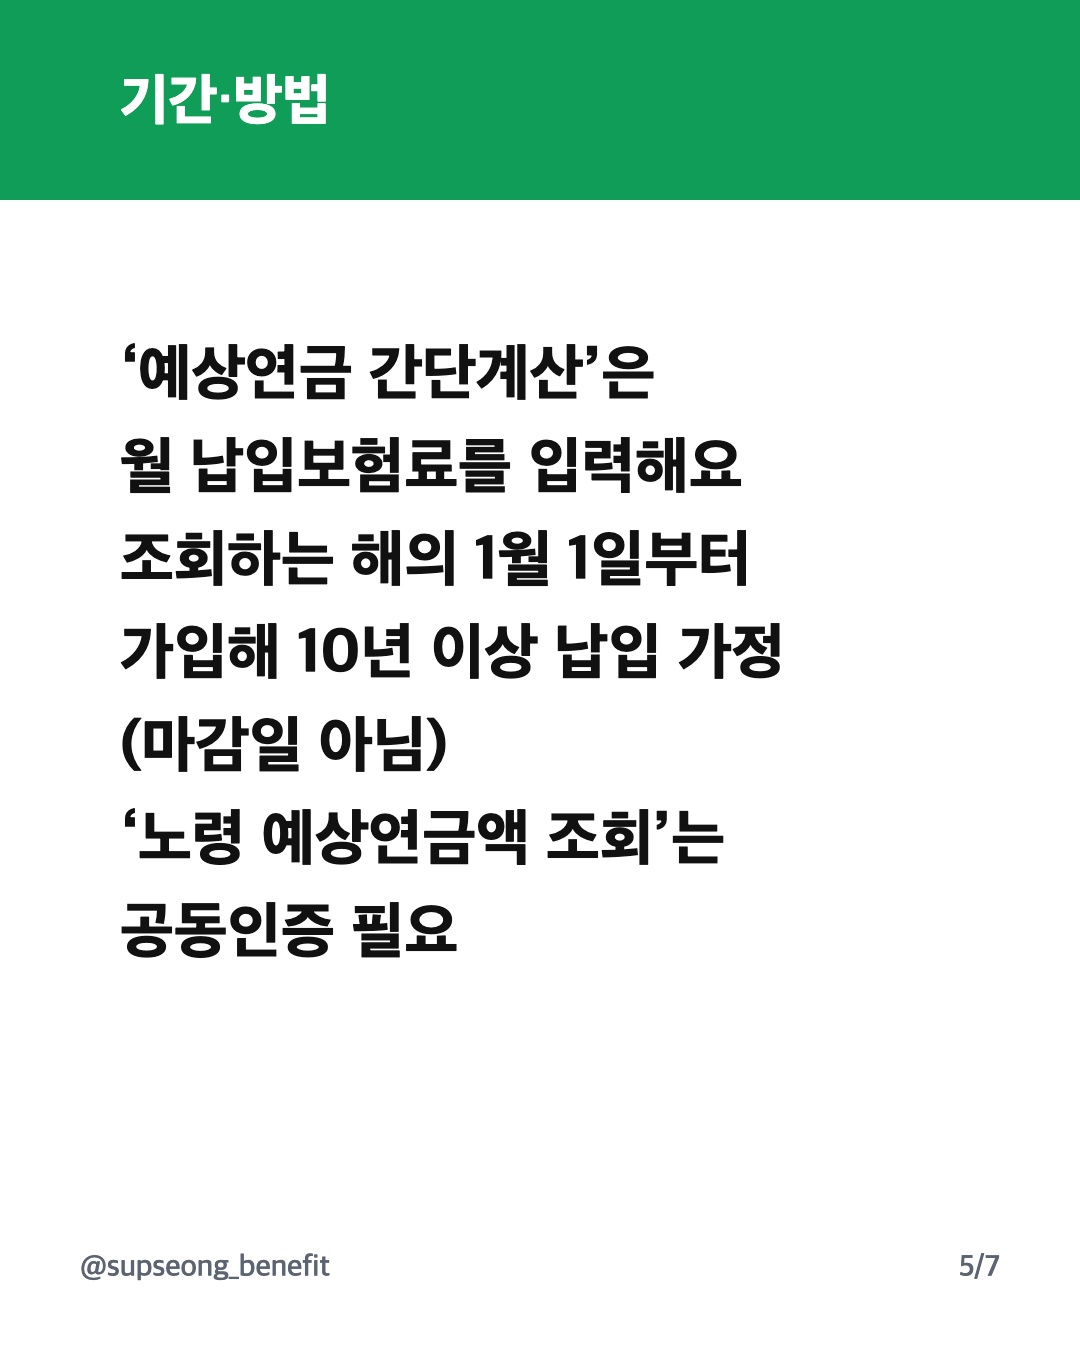 기간·방법
‘예상연금 간단계산’은
월 납입보험료를 입력해요
조회하는 해의 1월 1일부터
가입해 10년 이상 납입 가정
(마감일 아님)
‘노령 예상연금액 조회’는
공동인증 필요
@supseong_benefit
5/7